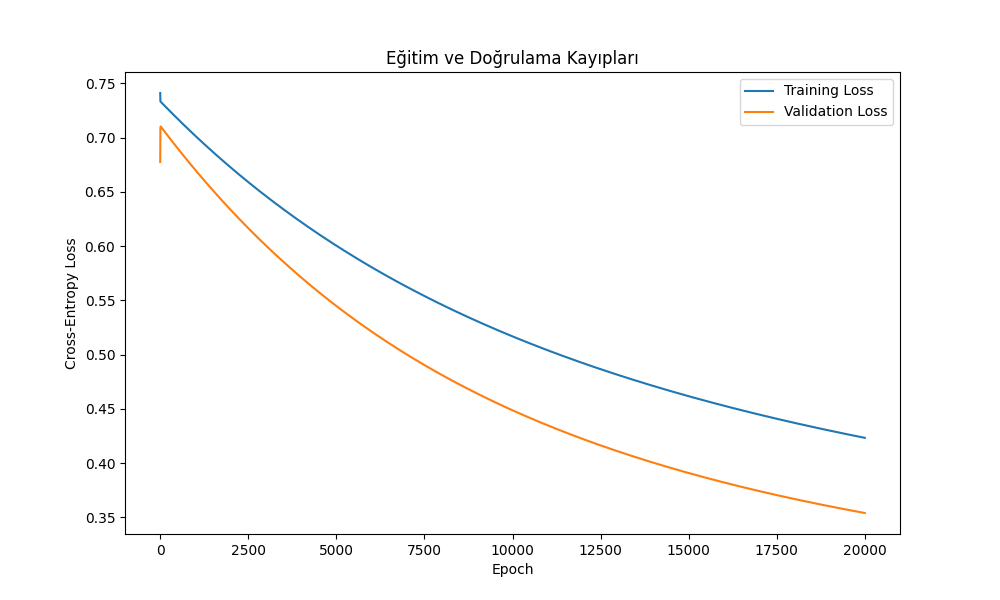 Eğitim ve Doğrulama Kayıpları
Training Loss
Validation Loss
Cross-Entropy Loss
0.75
0.70
0.65
0.60
0.55
0.50
0.45
0.40
0.35
0 2500 5000 7500 10000 12500 15000 17500 20000
Epoch